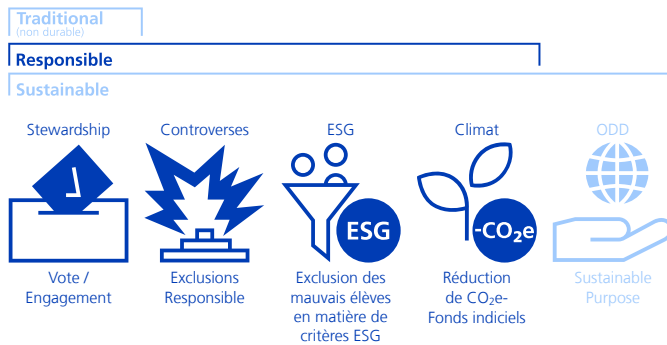 Traditional
(non durable)
Responsible
Sustainable
Stewardship
Controverses
ESG
Climat
ODD
ESG
-CO₂e
Vote /
Engagement
Exclusions
Responsible
Exclusion des
mauvais élèves
en matière de
critères ESG
Réduction
de CO₂e-
Fonds indiciels
Sustainable
Purpose